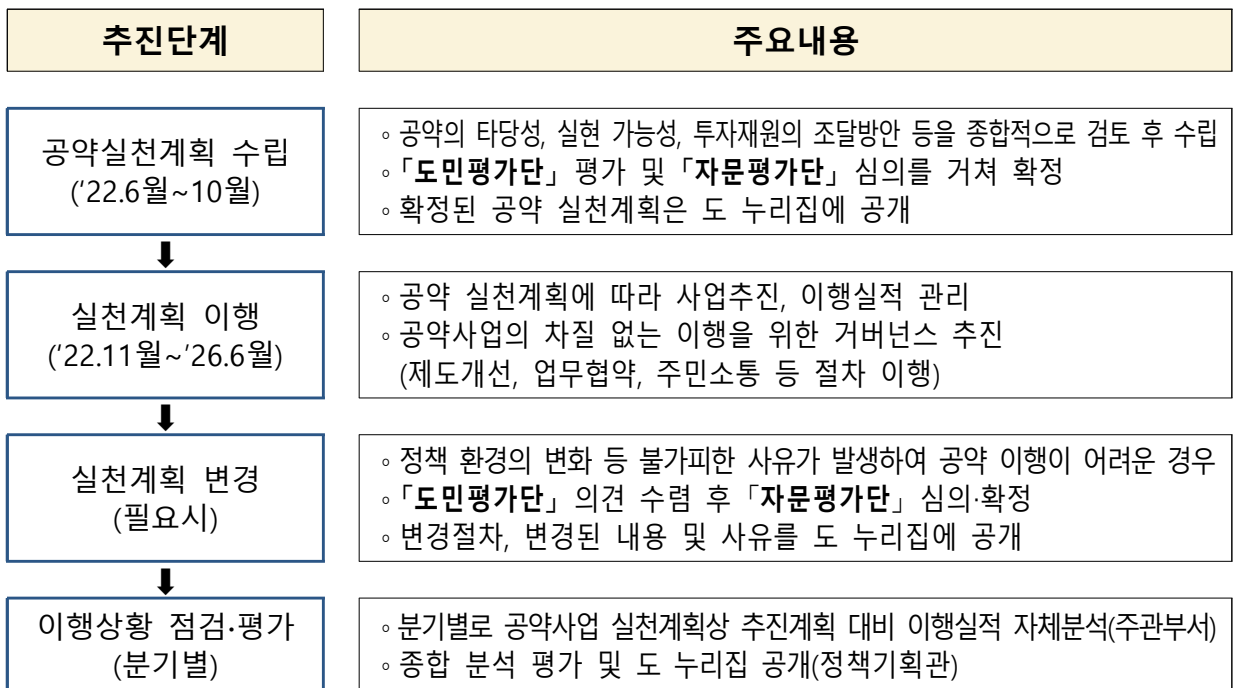 추진단계
주요내용
공약실천계획 수립
('22.6월~10월)
◦ 공약의 타당성, 실현 가능성, 투자재원의 조달방안 등을 종합적으로 검토 후 수립
◦ 「도민평가단」 평가 및 「자문평가단」 심의를 거쳐 확정
◦ 확정된 공약 실천계획은 도 누리집에 공개
실천계획 이행
('22.11월~'26.6월)
◦ 공약 실천계획에 따라 사업추진, 이행실적 관리
◦ 공약사업의 차질 없는 이행을 위한 거버넌스 추진
(제도개선, 업무협약, 주민소통 등 절차 이행)
실천계획 변경
(필요시)
◦ 정책 환경의 변화 등 불가피한 사유가 발생하여 공약 이행이 어려운 경우
◦ 「도민평가단」 의견 수렴 후 「자문평가단」 심의·확정
◦ 변경절차, 변경된 내용 및 사유를 도 누리집에 공개
이행상황 점검·평가
(분기별)
◦ 분기별로 공약사업 실천계획상 추진계획 대비 이행실적 자체분석(주관부서)
◦ 종합 분석 평가 및 도 누리집 공개(정책기획관)